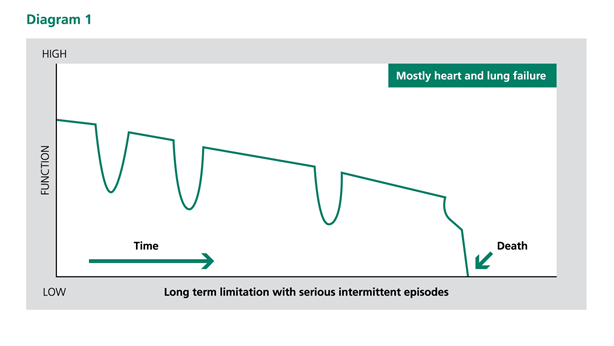 Diagram 1
HIGH
Mostly heart and lung failure
FUNCTION
Time
Death
LOW
Long term limitation with serious intermittent episodes